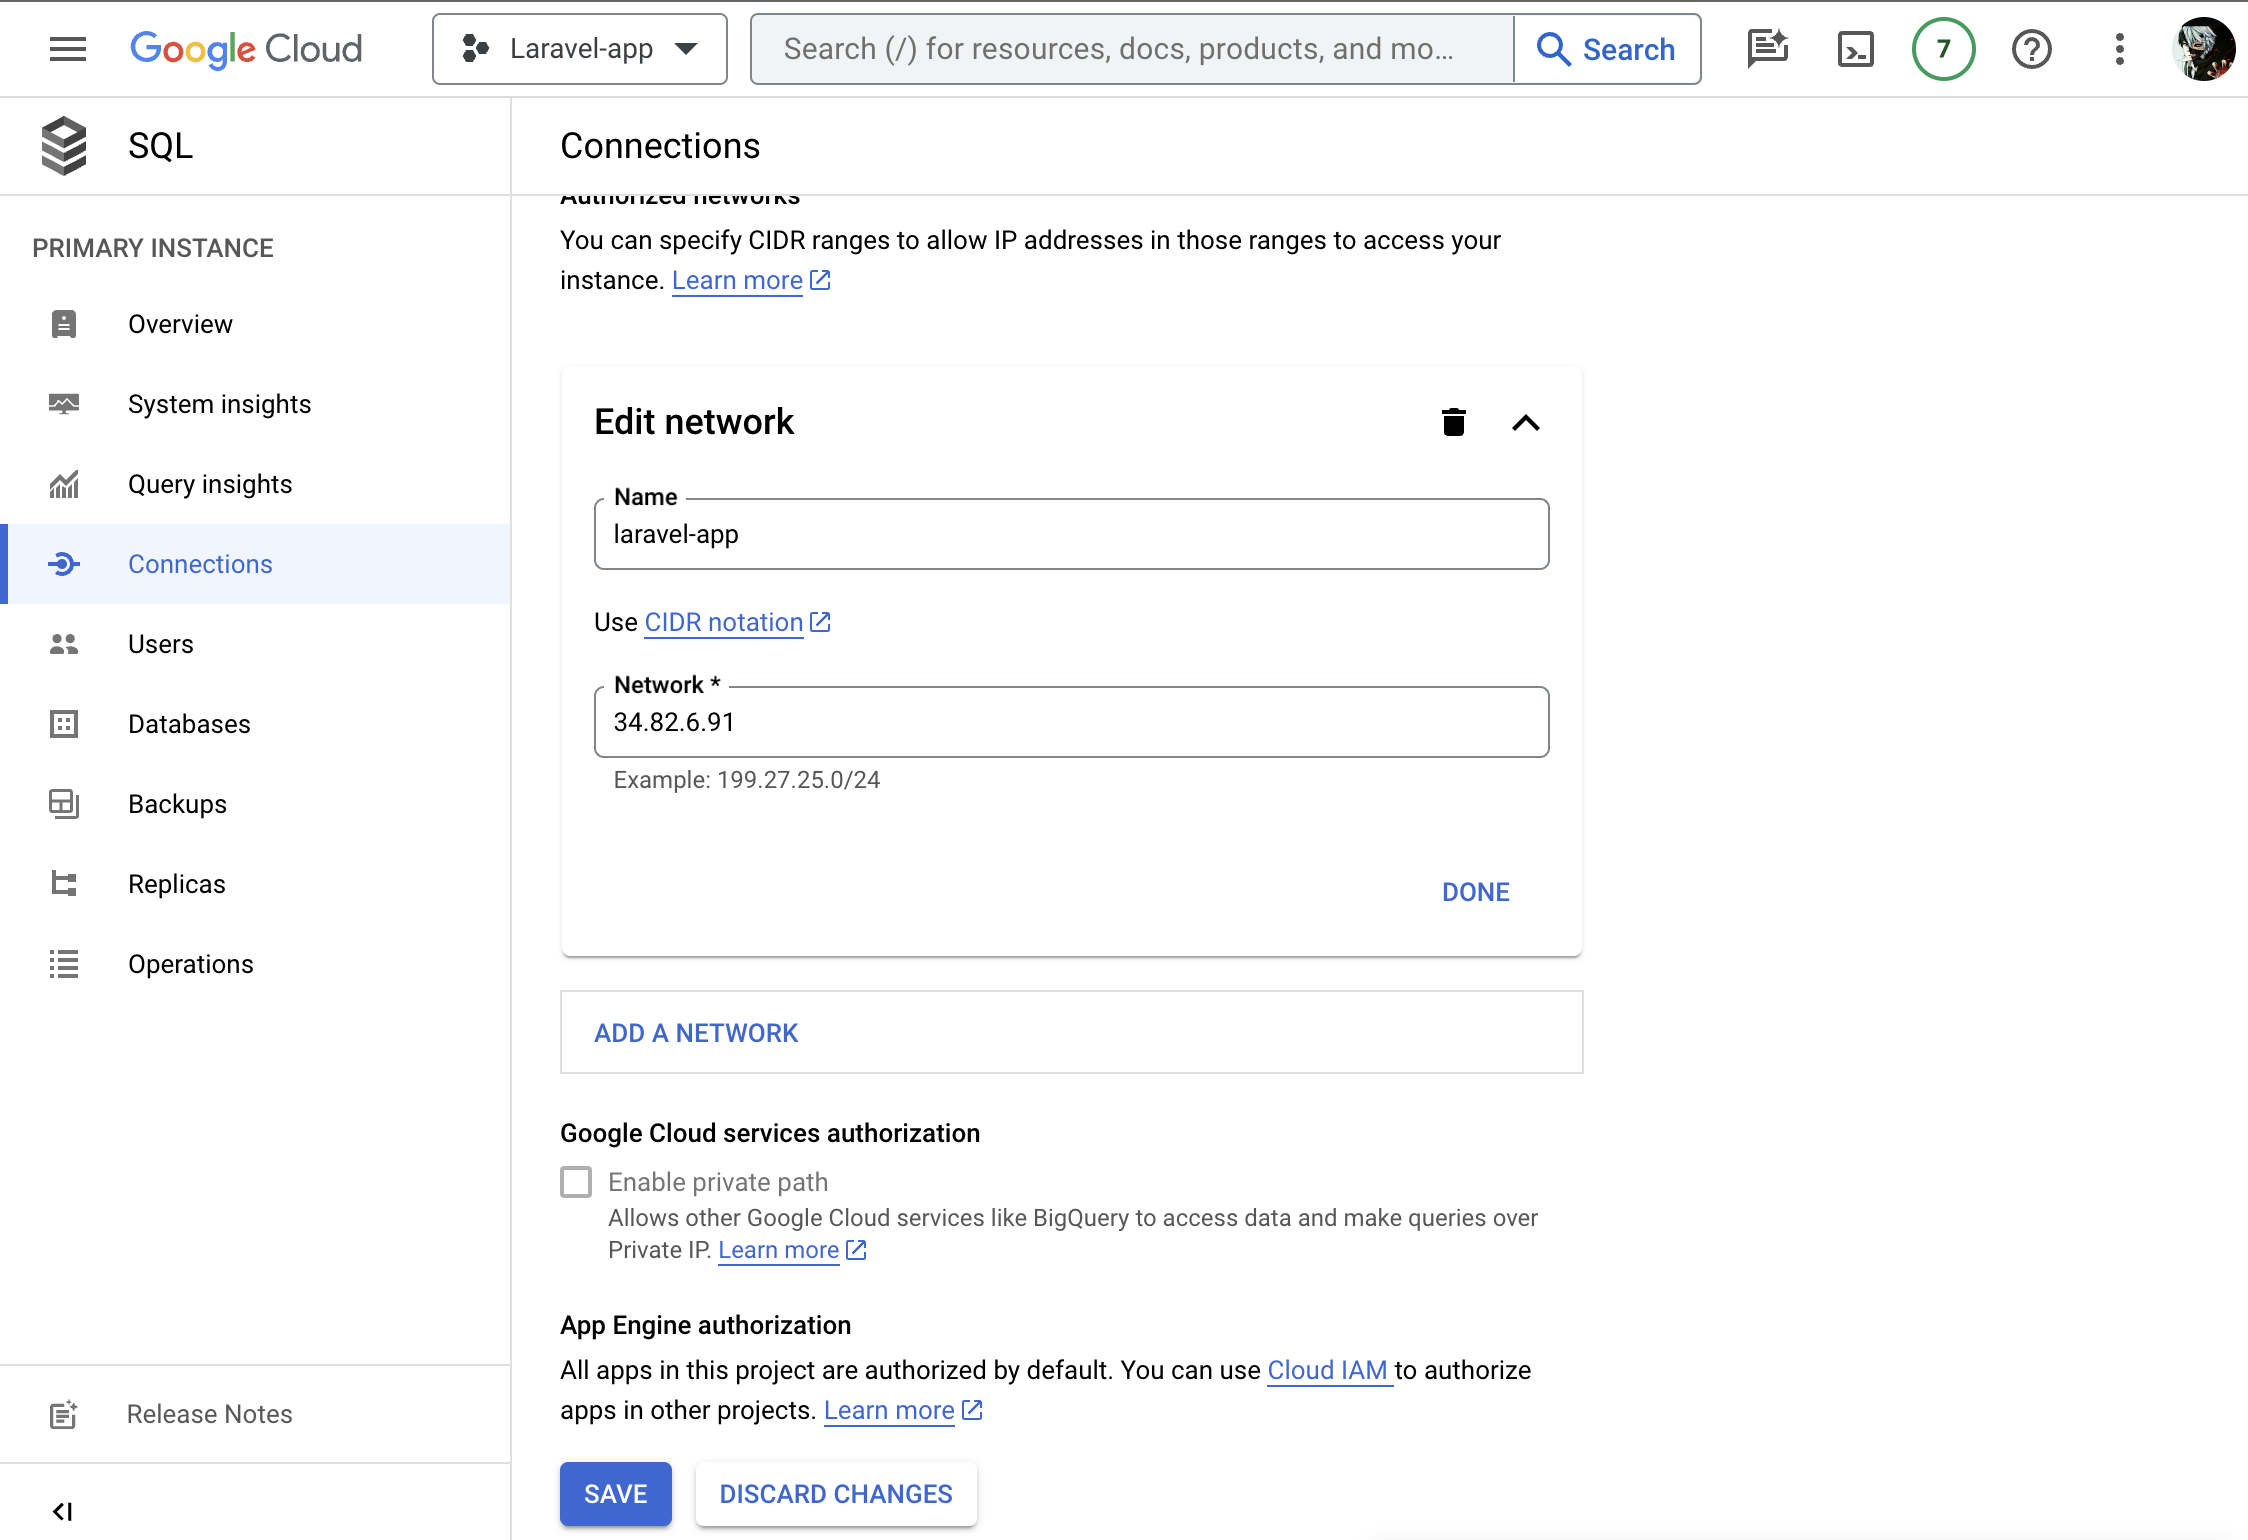 Google Cloud
Laravel-app
Search (/) for resources, docs, products, and mo...
Search
7
SQL
Connections
PRIMARY INSTANCE
Overview
System insights
Query insights
Connections
Users
Databases
Backups
Replicas
Operations
Release Notes
Authorized networks
You can specify CIDR ranges to allow IP addresses in those ranges to access your
instance. Learn more
Edit network
Name
laravel-app
Use CIDR notation
Network *
34.82.6.91
Example: 199.27.25.0/24
DONE
ADD A NETWORK
Google Cloud services authorization
Enable private path
Allows other Google Cloud services like BigQuery to access data and make queries over
Private IP. Learn more
App Engine authorization
All apps in this project are authorized by default. You can use Cloud IAM to authorize
apps in other projects. Learn more
SAVE
DISCARD CHANGES